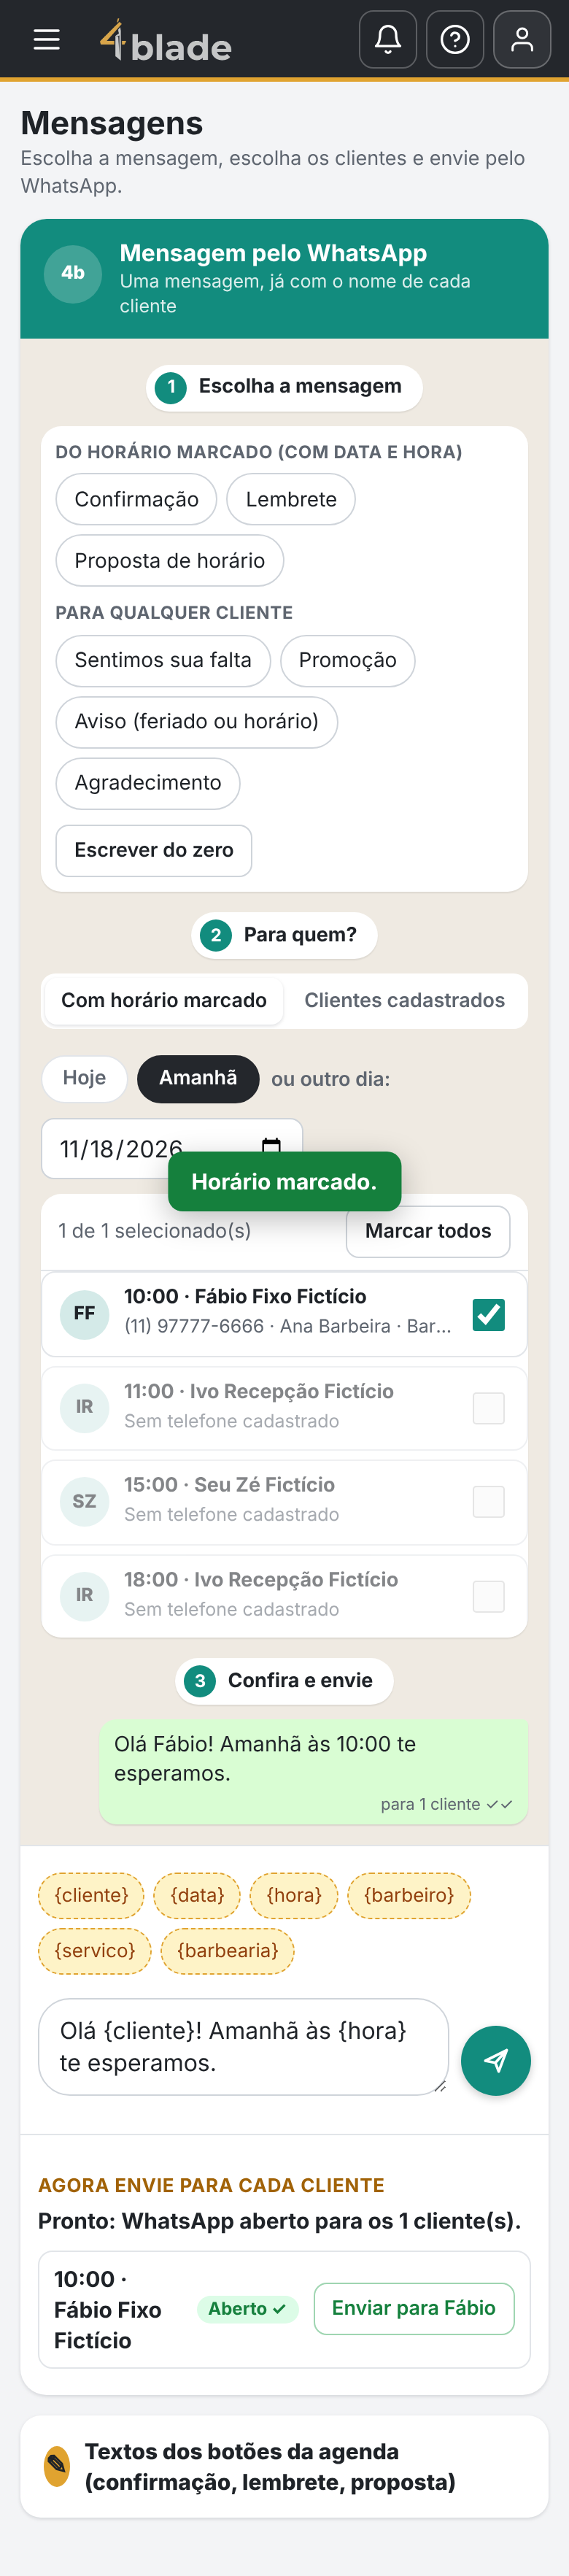 4blade
Mensagens
Escolha a mensagem, escolha os clientes e envie pelo
WhatsApp.
4b
Mensagem pelo WhatsApp
Uma mensagem, já com o nome de cada
cliente
1 Escolha a mensagem
DO HORÁRIO MARCADO (COM DATA E HORA)
Confirmação Lembrete
Proposta de horário
PARA QUALQUER CLIENTE
Sentimos sua falta Promoção
Aviso (feriado ou horário)
Agradecimento
Escrever do zero
2 Para quem?
Com horário marcado Clientes cadastrados
Hoje Amanhã ou outro dia:
11/18/2026
Horário marcado.
1 de 1 selecionado(s) Marcar todos
FF 10:00 · Fábio Fixo Fictício
(11) 97777-6666 · Ana Barbeira · Bar...
IR 11:00 · Ivo Recepção Fictício
Sem telefone cadastrado
SZ 15:00 · Seu Zé Fictício
Sem telefone cadastrado
IR 18:00 · Ivo Recepção Fictício
Sem telefone cadastrado
3 Confira e envie
Olá Fábio! Amanhã às 10:00 te
esperamos.
para 1 cliente ✓✓
{cliente} {data} {hora} {barbeiro}
{servico} {barbearia}
Olá {cliente}! Amanhã às {hora}
te esperamos.
AGORA ENVIE PARA CADA CLIENTE
Pronto: WhatsApp aberto para os 1 cliente(s).
10:00 ·
Fábio Fixo
Fictício
Aberto ✓
Enviar para Fábio
Textos dos botões da agenda
(confirmação, lembrete, proposta)